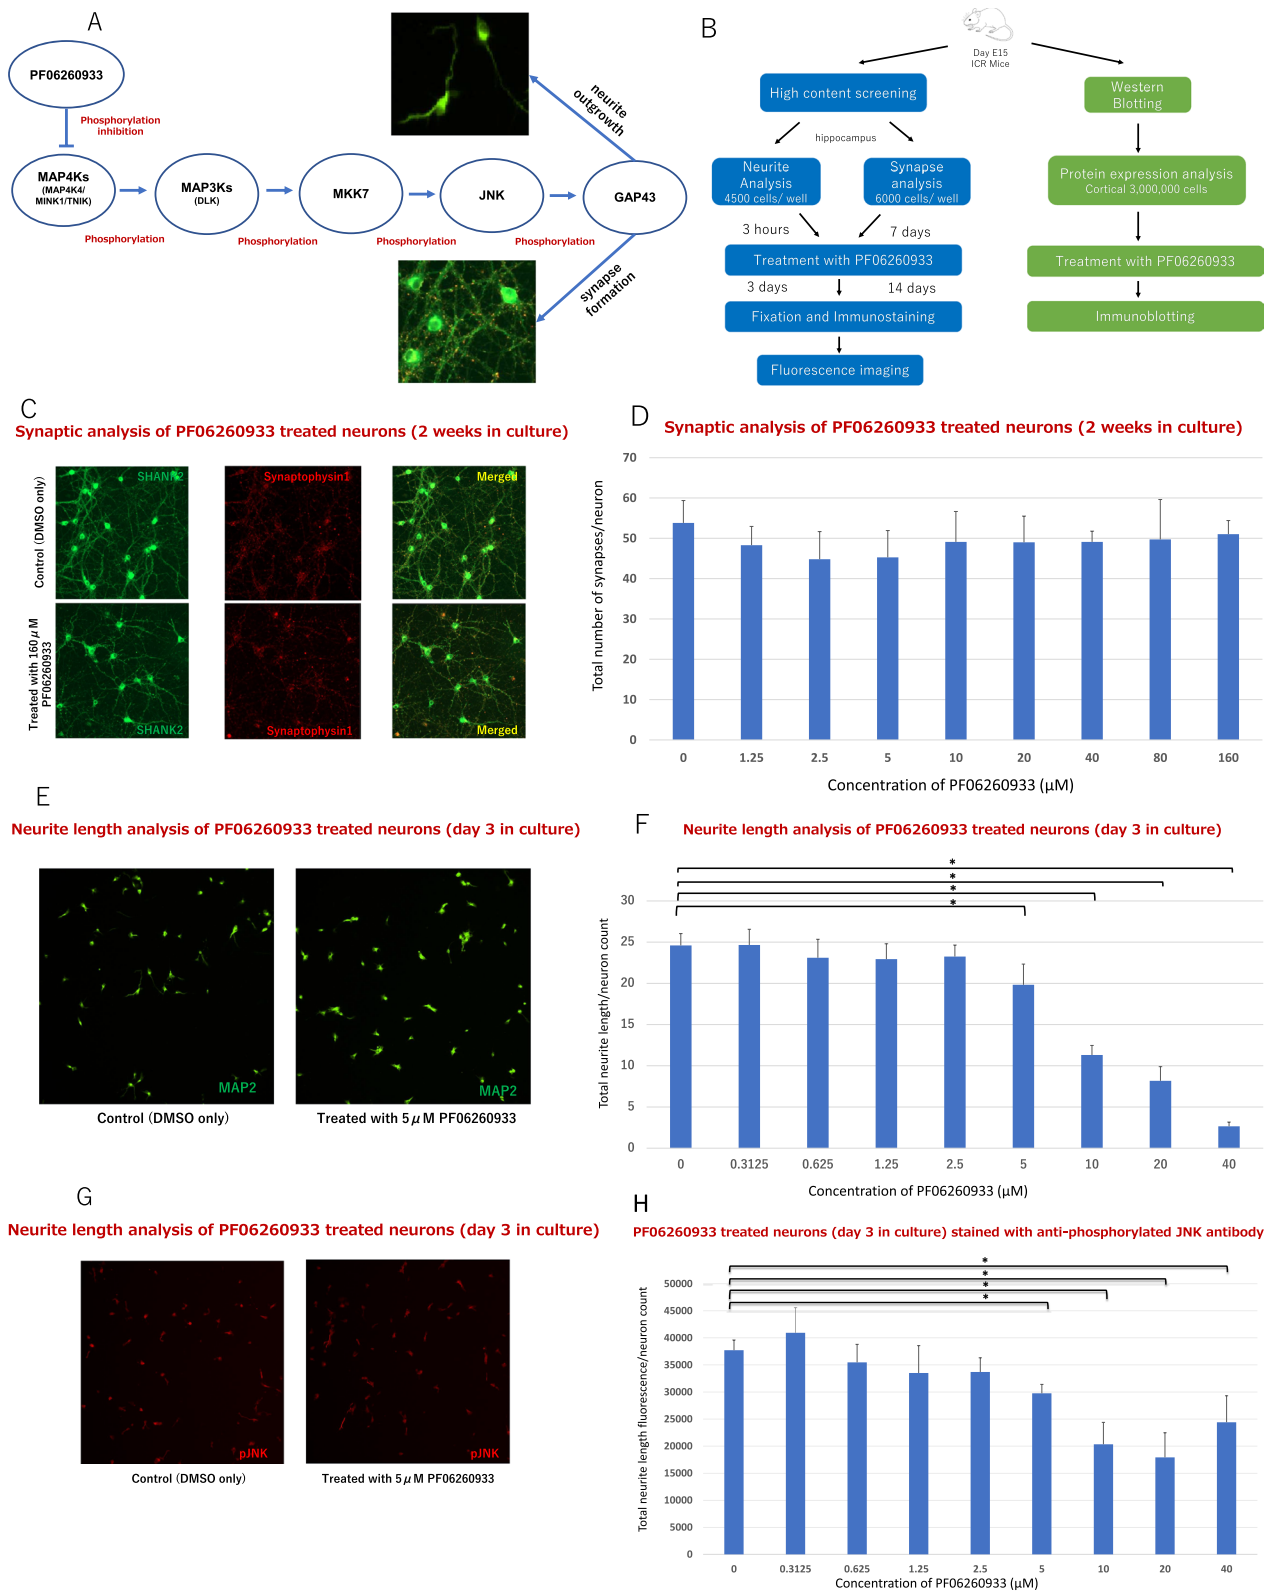 A
PF06260933
Phosphorylation
inhibition
MAP4Ks
(MAP4K4/
MINK1/TNIK)
MAP3Ks
(DLK)
MKK7
JNK
GAP43
Phosphorylation
Phosphorylation
Phosphorylation
Phosphorylation
neurite
outgrowth
synapse
formation
B
Day E15
ICR Mice
High content screening
Western
Blotting
hippocampus
Neurite
Analysis
4500 cells/ well
Synapse
analysis
6000 cells/ well
Protein expression analysis
Cortical 3,000,000 cells
3 hours
7 days
Treatment with PF06260933
Treatment with PF06260933
3 days
14 days
Fixation and Immunostaining
Immunoblotting
Fluorescence imaging
C
Synaptic analysis of PF06260933 treated neurons (2 weeks in culture)
Control (DMSO only)
SHANK2
Synaptophysin1
Merged
Treated with 160μM
PF06260933
SHANK2
Synaptophysin1
Merged
D
Synaptic analysis of PF06260933 treated neurons (2 weeks in culture)
Total number of synapses/neuron
70
60
50
40
30
20
10
0
0 1.25 2.5 5 10 20 40 80 160
Concentration of PF06260933 (μM)
E
Neurite length analysis of PF06260933 treated neurons (day 3 in culture)
MAP2
MAP2
Control (DMSO only)
Treated with 5μM PF06260933
F
Neurite length analysis of PF06260933 treated neurons (day 3 in culture)
*
*
*
*
Total neurite length/neuron count
30
25
20
15
10
5
0
0 0.3125 0.625 1.25 2.5 5 10 20 40
Concentration of PF06260933 (μM)
G
Neurite length analysis of PF06260933 treated neurons (day 3 in culture)
pJNK
pJNK
Control (DMSO only)
Treated with 5μM PF06260933
H
PF06260933 treated neurons (day 3 in culture) stained with anti-phosphorylated JNK antibody
*
*
*
*
Total neurite length fluorescence/neuron count
50000
45000
40000
35000
30000
25000
20000
15000
10000
5000
0
0 0.3125 0.625 1.25 2.5 5 10 20 40
Concentration of PF06260933 (μM)